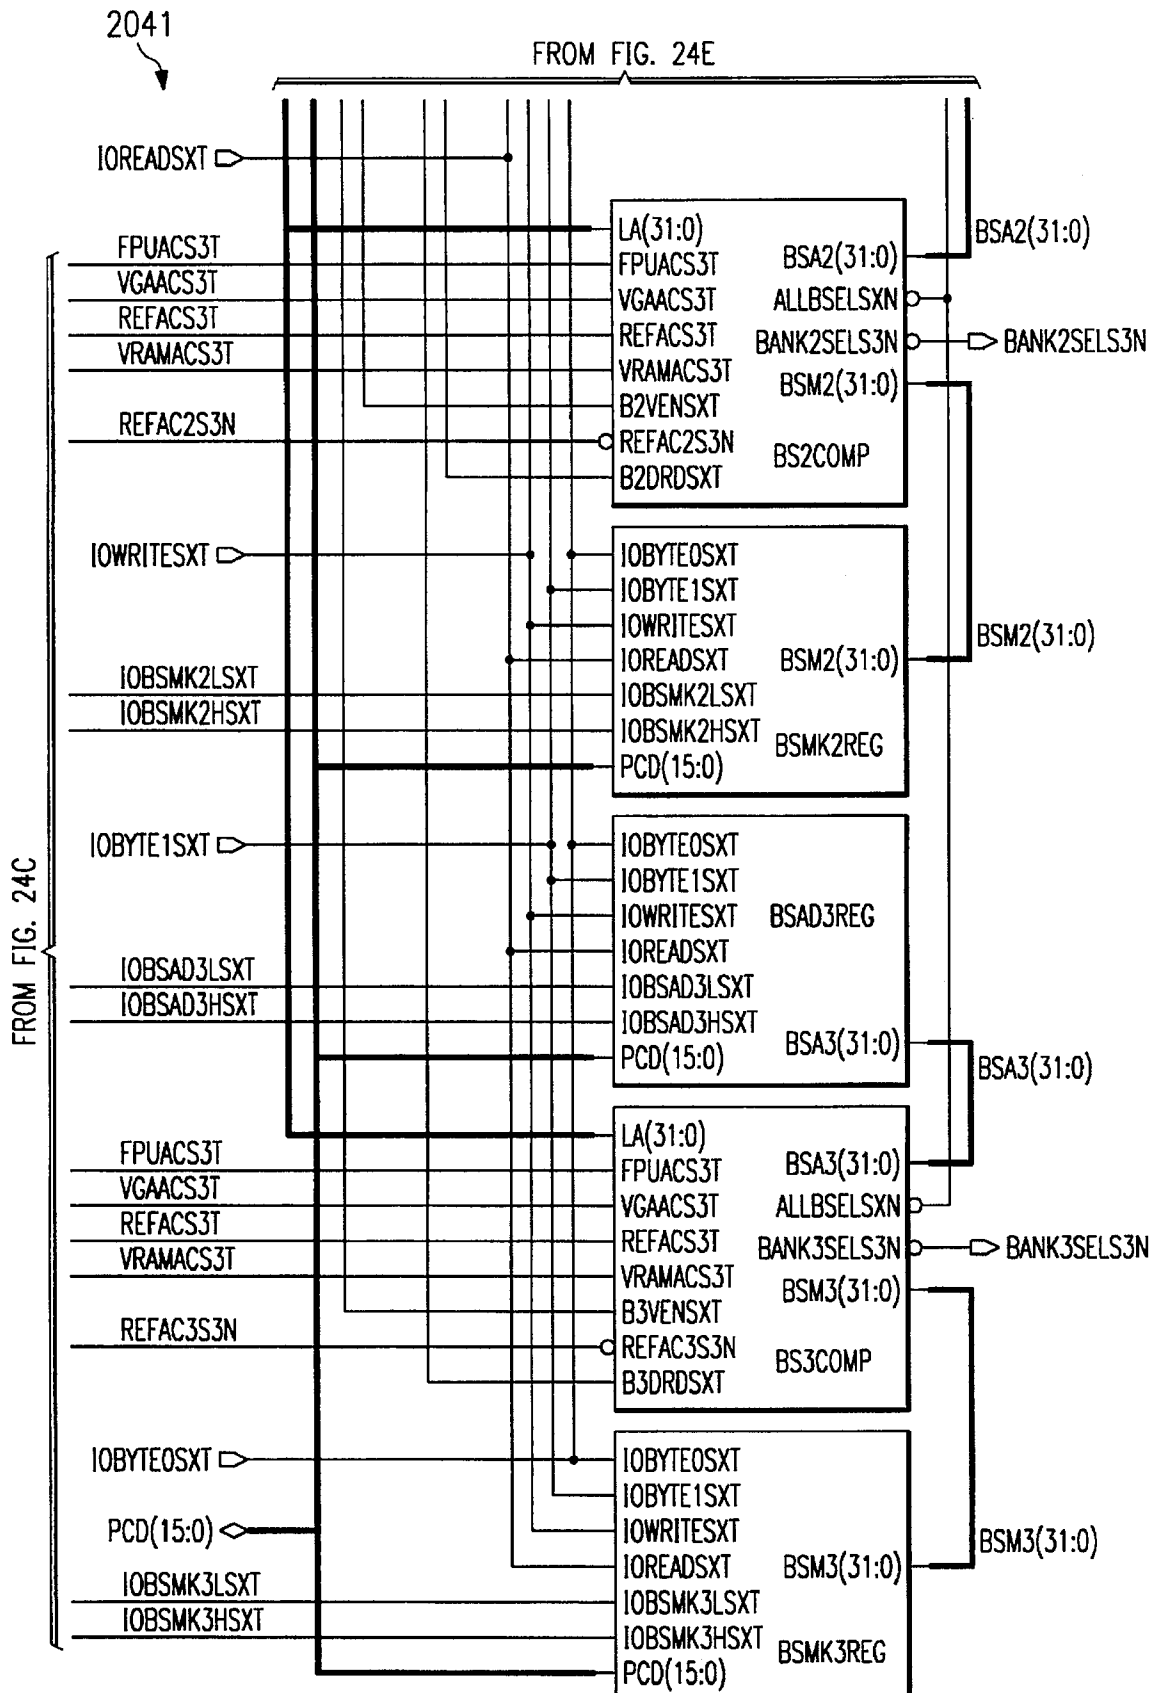 2041
FROM FIG. 24E
IOREADSXT
LA(31:0)
BSA2(31:0)
FPUACS3T
FPUACS3T
BSA2(31:0)
VGAACS3T
VGAACS3T
ALLBSELSXN
REFACS3T
REFACS3T
BANK2SELS3N
BANK2SELS3N
VRAMACS3T
VRAMACS3T
BSM2(31:0)
B2VENSXT
REFAC2S3N
REFAC2S3N
BS2COMP
B2DRDSXT
IOWRITESXT
IOBYTE0SXT
IOBYTE1SXT
IOWRITESXT
BSM2(31:0)
IOREADSXT
BSM2(31:0)
IOBSMK2LSXT
IOBSMK2LSXT
IOBSMK2HSXT
IOBSMK2HSXT
BSMK2REG
PCD(15:0)
IOBYTE1SXT
IOBYTE0SXT
IOBYTE1SXT
IOWRITESXT
BSAD3REG
FROM FIG. 24C
IOREADSXT
IOBSAD3LSXT
IOBSAD3LSXT
IOBSAD3HSXT
IOBSAD3HSXT
BSA3(31:0)
PCD(15:0)
BSA3(31:0)
LA(31:0)
FPUACS3T
FPUACS3T
BSA3(31:0)
VGAACS3T
VGAACS3T
ALLBSELSXN
REFACS3T
REFACS3T
BANK3SELS3N
BANK3SELS3N
VRAMACS3T
VRAMACS3T
BSM3(31:0)
B3VENSXT
REFAC3S3N
REFAC3S3N
BS3COMP
B3DRDSXT
IOBYTE0SXT
IOBYTE0SXT
IOBYTE1SXT
PCD(15:0)
IOWRITESXT
BSM3(31:0)
IOREADSXT
BSM3(31:0)
IOBSMK3LSXT
IOBSMK3LSXT
IOBSMK3HSXT
IOBSMK3HSXT
BSMK3REG
PCD(15:0)